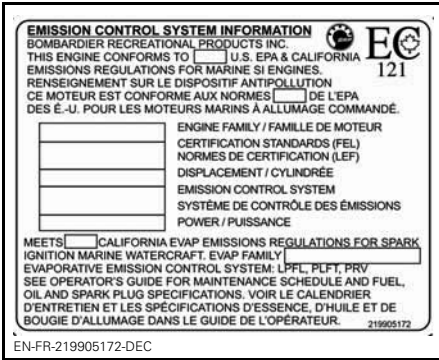 EMISSION CONTROL SYSTEM INFORMATION
BOMBARDIER RECREATIONAL PRODUCTS INC.
THIS ENGINE CONFORMS TO U.S. EPA & CALIFORNIA
EMISSIONS REGULATIONS FOR MARINE SI ENGINES.
RENSEIGNEMENT SUR LE DISPOSITIF ANTIPOLLUTION
CE MOTEUR EST CONFORME AUX NORMES DE L'EPA
DES É.-U. POUR LES MOTEURS MARINS À ALLUMAGE COMMANDÉ.
EC
121
ENGINE FAMILY / FAMILLE DE MOTEUR
CERTIFICATION STANDARDS (FEL)
NORMES DE CERTIFICATION (LEF)
DISPLACEMENT / CYLINDRÉE
EMISSION CONTROL SYSTEM
SYSTÈME DE CONTRÔLE DES ÉMISSIONS
POWER / PUISSANCE
MEETS CALIFORNIA EVAP EMISSIONS REGULATIONS FOR SPARK
IGNITION MARINE WATERCRAFT. EVAP FAMILY
EVAPORATIVE EMISSION CONTROL SYSTEM: LPFL, PLFT, PRV
SEE OPERATOR'S GUIDE FOR MAINTENANCE SCHEDULE AND FUEL,
OIL AND SPARK PLUG SPECIFICATIONS. VOIR LE CALENDRIER
D'ENTRETIEN ET LES SPÉCIFICATIONS D'ESSENCE, D'HUILE ET DE
BOUGIE D'ALLUMAGE DANS LE GUIDE DE L'OPÉRATEUR.
219905172
EN-FR-219905172-DEC